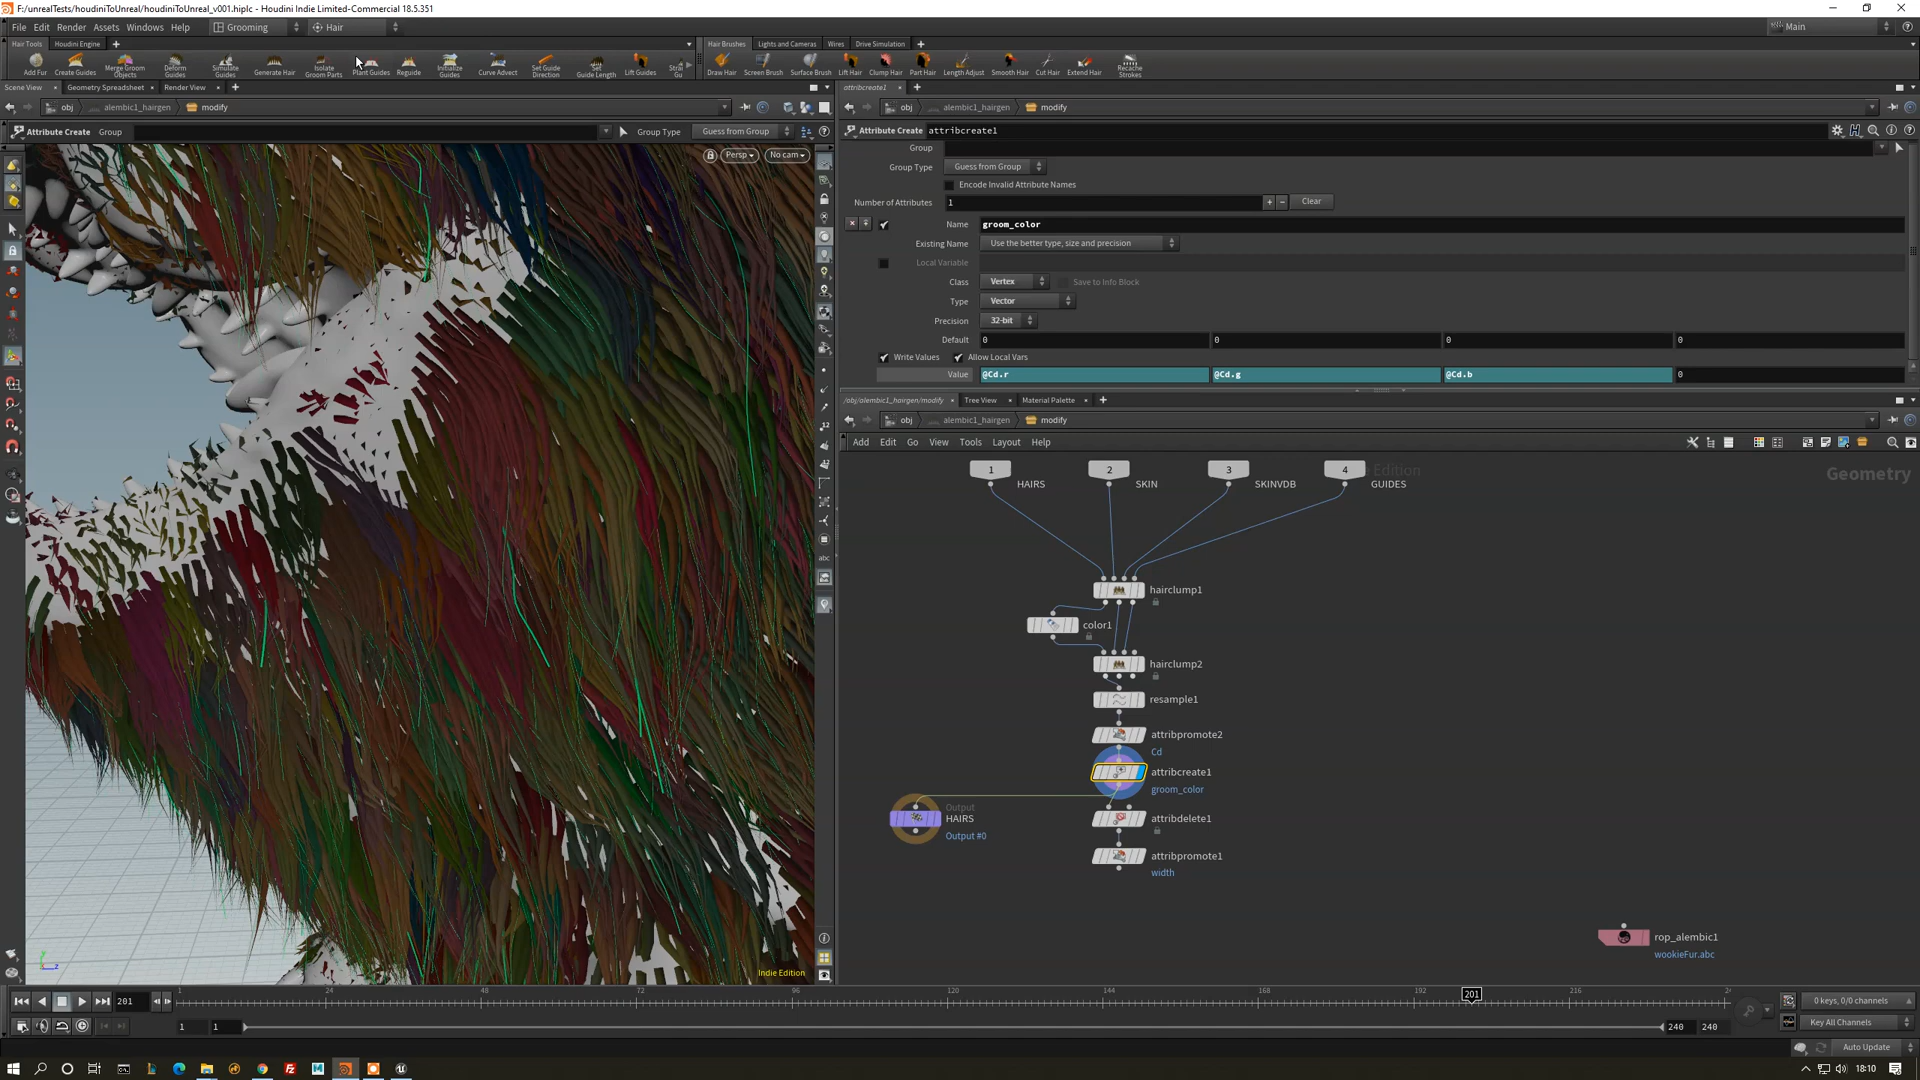 F:/unrealTests/houdiniToUnreal/houdiniToUnreal_v001.hiplc - Houdini Indie Limited-Commercial 18.5.351
File Edit Render Assets Windows Help Grooming Hair Main
Hair Tools Houdini Engine Hair Brushes Lights and Cameras Wires Drive Simulation
Add Fur Create Guides Merge Groom Objects Deform Guides Simulate Guides Generate Hair Isolate Groom Parts Plant Guides Reguide Initialize Guides Curve Advect Set Guide Direction Set Guide Length Lift Guides Draw Hair Screen Brush Surface Brush Lift Hair Clump Hair Part Hair Length Adjust Smooth Hair Cut Hair Extend Hair Recache Strokes
Scene View Geometry Spreadsheet Render View attribcreate1
obj alembic1_hairgen modify obj alembic1_hairgen modify
Attribute Create Group Group Type Guess from Group
Attribute Create attribcreate1
Persp No cam
Group
Group Type Guess from Group
Encode Invalid Attribute Names
Number of Attributes 1 + − Clear
Name groom_color
Existing Name Use the better type, size and precision
Local Variable
Class Vertex Save to Info Block
Type Vector
Precision 32-bit
Default 0 0 0 0
Write Values Allow Local Vars
Value @Cd.r @Cd.g @Cd.b 0
/obj/alembic1_hairgen/modify Tree View Material Palette
obj alembic1_hairgen modify
Add Edit Go View Tools Layout Help
Geometry
1 HAIRS
2 SKIN
3 SKINVDB
4 GUIDES
hairclump1
color1
hairclump2
resample1
attribpromote2
Cd
attribcreate1
groom_color
Output
HAIRS
Output #0
attribdelete1
attribpromote1
width
rop_alembic1
wookieFur.abc
abc
Indie Edition
201 1 24 48 72 96 120 144 168 192 201 216
0 keys, 0/0 channels
1 1 240 240
Key All Channels
Auto Update
18:10